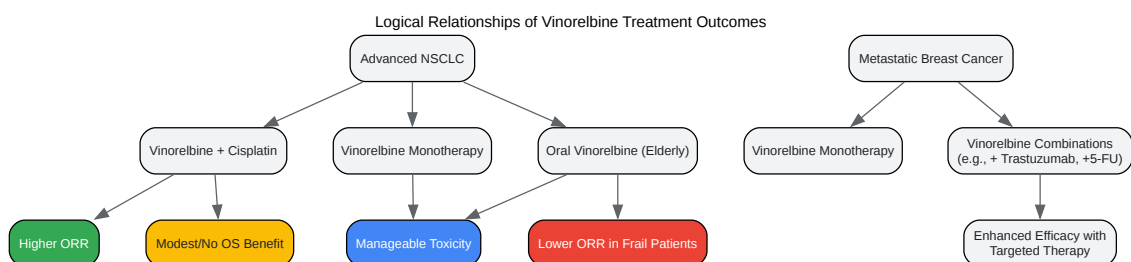 Logical Relationships of Vinorelbine Treatment Outcomes
Advanced NSCLC
Metastatic Breast Cancer
Vinorelbine + Cisplatin
Vinorelbine Monotherapy
Oral Vinorelbine (Elderly)
Vinorelbine Monotherapy
Vinorelbine Combinations
(e.g., + Trastuzumab, +5-FU)
Higher ORR
Modest/No OS Benefit
Manageable Toxicity
Lower ORR in Frail Patients
Enhanced Efficacy with
Targeted Therapy